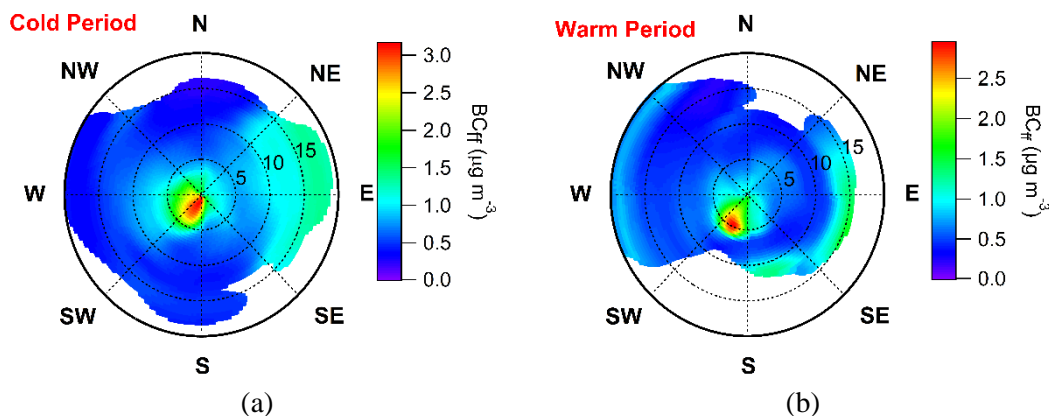 Cold Period
N
NW
NE
W
E
SW
SE
S
5
10
15
3.0
2.5
2.0
1.5
1.0
0.5
0.0
BCff (µg m-3)
(a)
Warm Period
N
NW
NE
W
E
SW
SE
S
5
10
15
2.5
2.0
1.5
1.0
0.5
0.0
BCff (µg m-3)
(b)